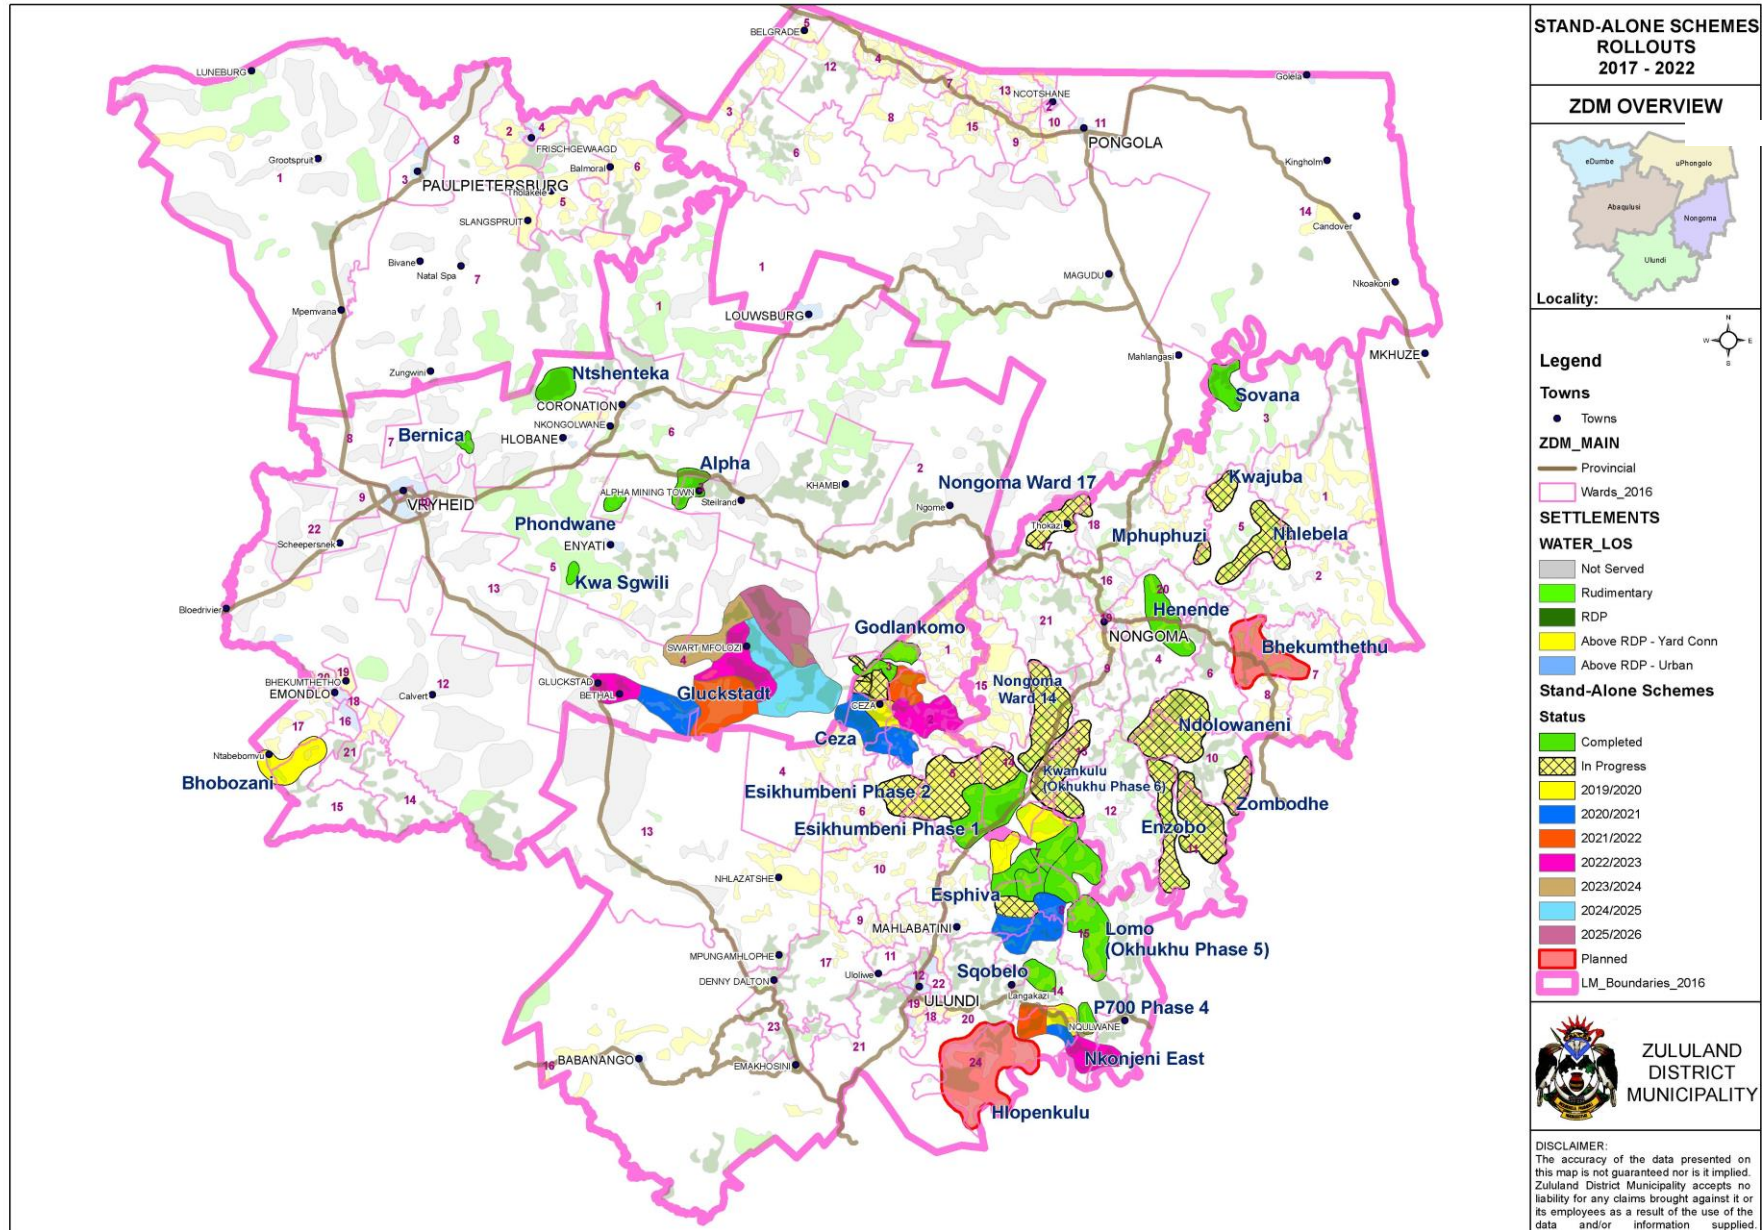 STAND-ALONE SCHEMES
ROLLOUTS
2017 - 2022
ZDM OVERVIEW
eDumbe
uPhongolo
Abaqulusi
Nongoma
Ulundi
Locality:
N
W
E
S
Legend
Towns
Towns
ZDM_MAIN
Provincial
Wards_2016
SETTLEMENTS
WATER_LOS
Not Served
Rudimentary
RDP
Above RDP - Yard Conn
Above RDP - Urban
Stand-Alone Schemes
Status
Completed
In Progress
2019/2020
2020/2021
2021/2022
2022/2023
2023/2024
2024/2025
2025/2026
Planned
LM_Boundaries_2016
ZULULAND
DISTRICT
MUNICIPALITY
DISCLAIMER:
The accuracy of the data presented on
this map is not guaranteed nor is it implied.
Zululand District Municipality accepts no
liability for any claims brought against it or
its employees as a result of the use of the
data and/or information supplied.
BELGRADE
LUNEBURG
Golela
NCOTSHANE
PONGOLA
FRISCHGEWAAGD
Grootspruit
Balmoral
PAULPIETERSBURG
Tholakele
SLANGSPRUIT
Kingholm
Candover
Bivane
Natal Spa
MAGUDU
Nkoakoni
Mpemvana
LOUWSBURG
Mahlangasi
MKHUZE
Zungwini
Ntshenteka
CORONATION
Sovana
NKONGOLWANE
Bernica
HLOBANE
Alpha
ALPHA MINING TOWN
Steilrand
KHAMBI
Nongoma Ward 17
Kwajuba
VRYHEID
Ngome
Thokazi
Phondwane
Mphuphuzi
Nhlebela
Scheepersnek
ENYATI
Kwa Sgwili
Bloedrivier
Henende
Godlankomo
NONGOMA
Bhekumthethu
SWART MFOLOZI
GLUCKSTAD
BETHAL
Gluckstadt
BHEKUMTHETHO
EMONDLO
Calvert
CEZA
Ceza
Nongoma
Ward 14
Ndolowaneni
Ntabebomvu
Bhobozani
Kwankulu
(Okhukhu Phase 6)
Esikhumbeni Phase 2
Esikhumbeni Phase 1
Zombodhe
Enzobo
NHLAZATSHE
Esphiva
MAHLABATINI
Lomo
(Okhukhu Phase 5)
MPUNGAMHLOPHE
DENNY DALTON
Ulolwe
Sqobelo
Langakazi
ULUNDI
P700 Phase 4
NQULWANE
BABANANGO
EMAKHOSINI
Nkonjeni East
Hlopenkulu